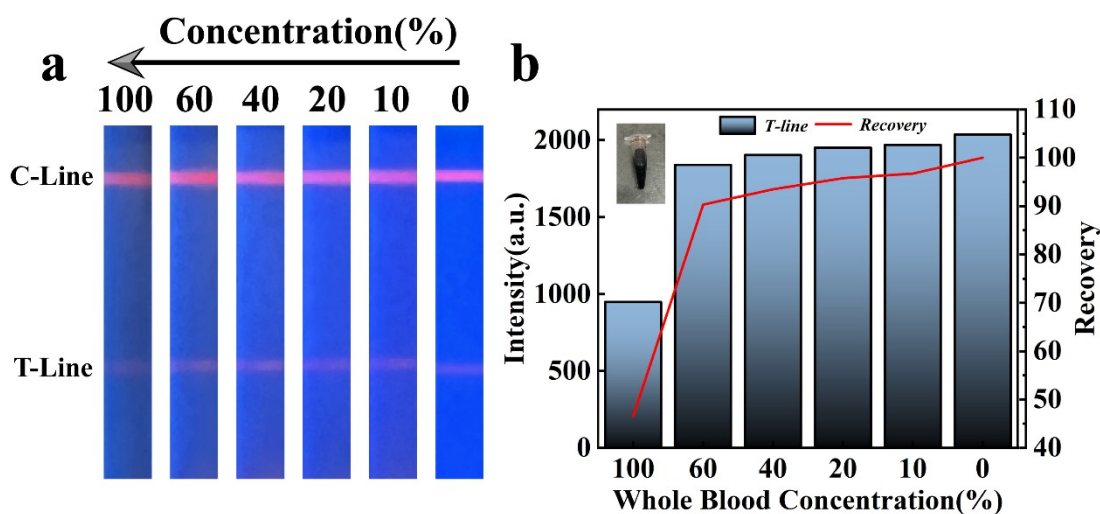 Concentration(%)
a
100 60 40 20 10 0
C-Line
T-Line
b
T-line Recovery
2000
1500
1000
500
0
Intensity(a.u.)
110
100
90
80
70
60
50
40
Recovery
100 60 40 20 10 0
Whole Blood Concentration(%)